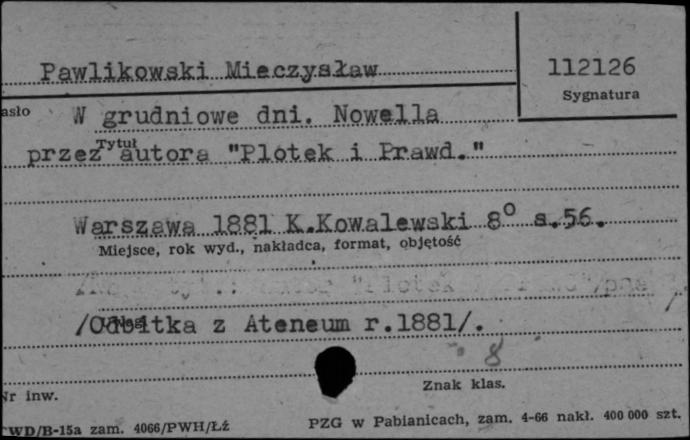 Pawlikowski Mieczysław
112126
Sygnatura
asło W grudniowe dni. Nowella
Tytuł
przez autora "Plotek i Prawd."
Warszawa 1881 K.Kowalewski 8° s.56.
Miejsce, rok wyd., nakładca, format, objętość
"Plotek
/Odbitka z Ateneum r.1881/.
8
Znak klas.
Nr inw.
WD/B-15a zam. 4066/PWH/Łź
PZG w Pabianicach, zam. 4-66 nakł. 400 000 szt.